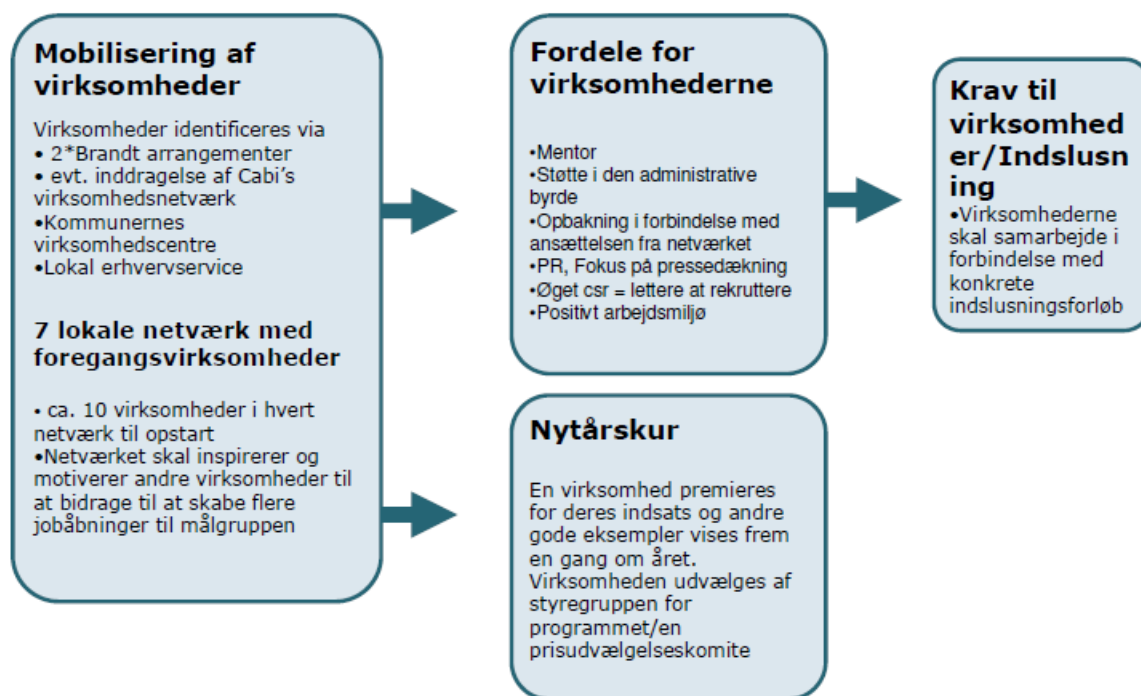 Mobilisering af
virksomheder
Virksomheder identificeres via
• 2*Brandt arrangementer
• evt. inddragelse af Cabi's
virksomhedsnetværk
•Kommunernes
virksomhedscentre
•Lokal erhvervservice
7 lokale netværk med
foregangsvirksomheder
• ca. 10 virksomheder i hvert
netværk til opstart
•Netværket skal inspirerer og
motiverer andre virksomheder til
at bidrage til at skabe flere
jobåbninger til målgruppen
Fordele for
virksomhederne
•Mentor
•Støtte i den administrative
byrde
•Opbakning i forbindelse med
ansættelsen fra netværket
•PR, Fokus på pressedækning
•Øget csr = lettere at rekruttere
•Positivt arbejdsmiljø
Krav til
virksomhed
er/Indslusn
ing
•Virksomhederne
skal samarbejde i
forbindelse med
konkrete
indslusningsforløb
Nytårskur
En virksomhed premieres
for deres indsats og andre
gode eksempler vises frem
en gang om året.
Virksomheden udvælges af
styregruppen for
programmet/en
prisudvælgelseskomite